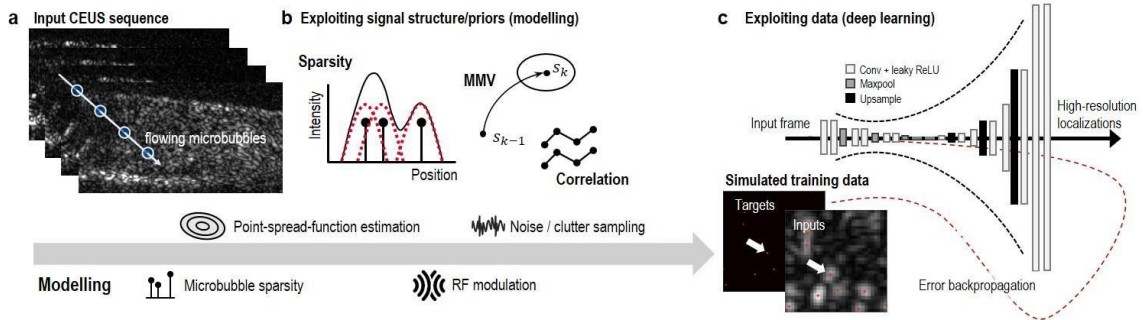 a Input CEUS sequence
flowing microbubbles
b Exploiting signal structure/priors (modelling)
Sparsity
Intensity
Position
MMV
S_k
S_{k−1}
Correlation
c Exploiting data (deep learning)
Conv + leaky ReLU
Maxpool
Upsample
Input frame
High-resolution
localizations
Simulated training data
Targets
Inputs
Error backpropagation
Point-spread-function estimation
Noise / clutter sampling
Modelling
Microbubble sparsity
RF modulation